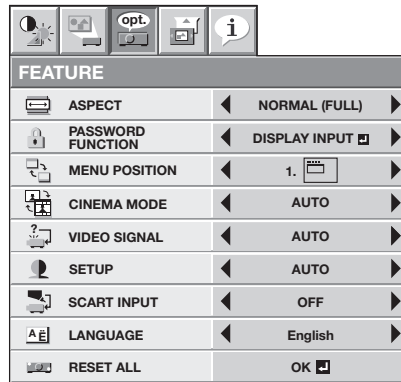 opt.
i
FEATURE
ASPECT NORMAL (FULL)
PASSWORD FUNCTION DISPLAY INPUT
MENU POSITION 1.
CINEMA MODE AUTO
? VIDEO SIGNAL AUTO
SETUP AUTO
SCART INPUT OFF
AË LANGUAGE English
RESET ALL OK